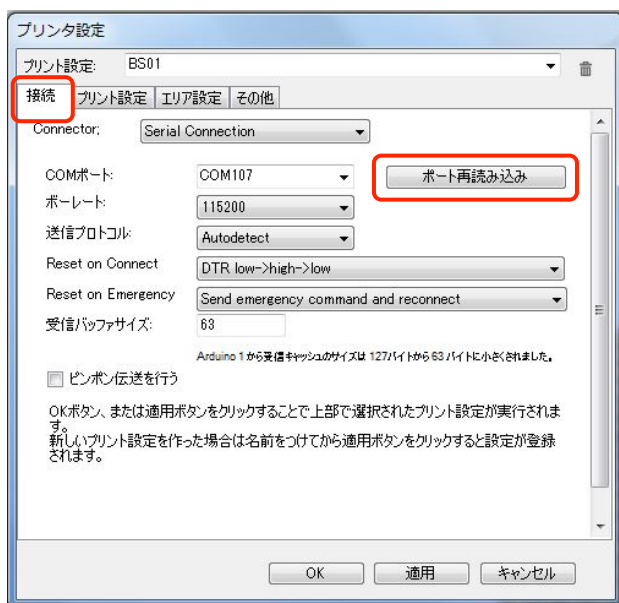 プリンタ設定
プリント設定: BS01
接続 プリント設定 エリア設定 その他
Connector: Serial Connection
COMポート: COM107 ポート再読み込み
ボーレート: 115200
送信プロトコル: Autodetect
Reset on Connect DTR low->high->low
Reset on Emergency Send emergency command and reconnect
受信バッファサイズ: 63
Arduino 1 から受信キャッシュのサイズは 127バイトから 63 バイトに小さくされました。
ピンポン伝送を行う
OKボタン、または適用ボタンをクリックすることで上部で選択されたプリント設定が実行されま
す。
新しいプリント設定を作った場合は名前をつけてから適用ボタンをクリックすると設定が登録
されます。
OK 適用 キャンセル